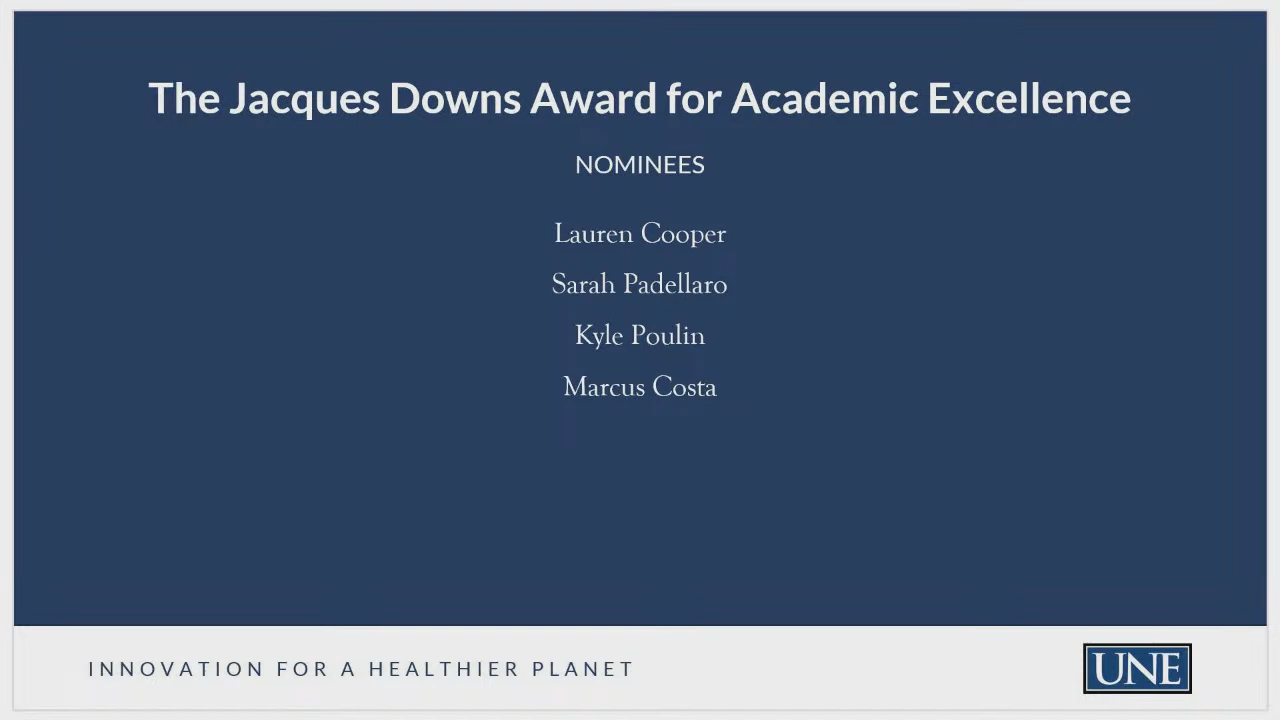 The Jacques Downs Award for Academic Excellence
NOMINEES
Lauren Cooper
Sarah Padellaro
Kyle Poulin
Marcus Costa
INNOVATION FOR A HEALTHIER PLANET
UNE